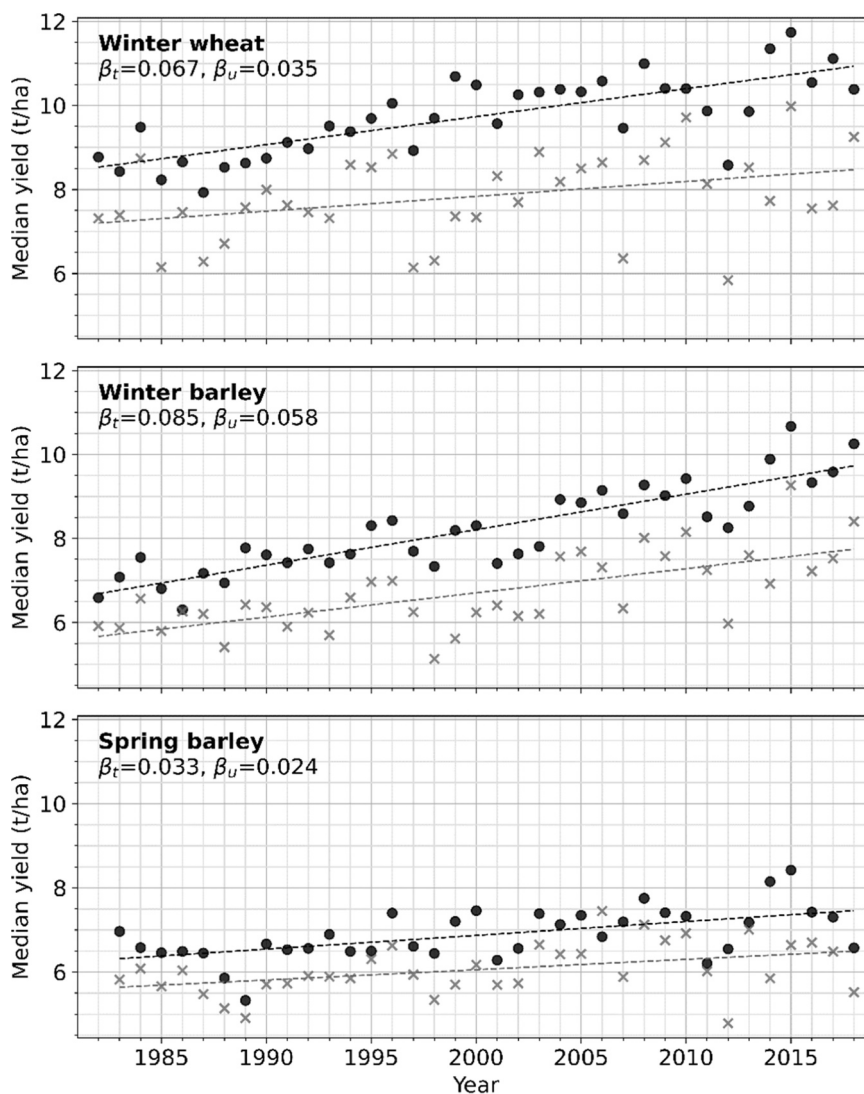 Winter wheat
βt=0.067, βu=0.035
Median yield (t/ha)
12
10
8
6
Winter barley
βt=0.085, βu=0.058
Median yield (t/ha)
12
10
8
6
Spring barley
βt=0.033, βu=0.024
Median yield (t/ha)
12
10
8
6
1985 1990 1995 2000 2005 2010 2015
Year